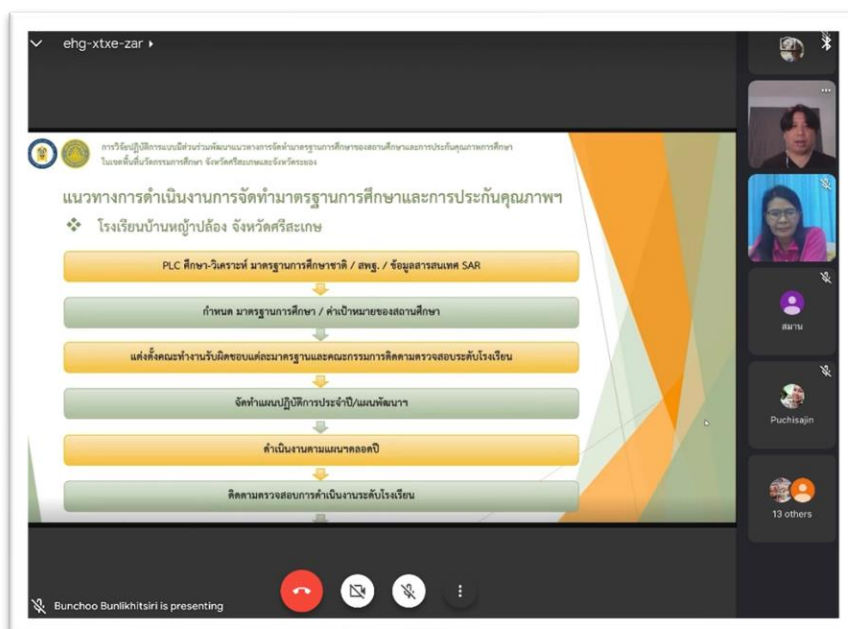 ehg-xtxe-zar
การวิจัยปฏิบัติการแบบมีส่วนร่วมพัฒนาแนวทางการจัดทำมาตรฐานการศึกษาของสถานศึกษาและการประกันคุณภาพการศึกษา
ในเขตพื้นที่นวัตกรรมการศึกษา จังหวัดศรีสะเกษและจังหวัดระยอง
แนวทางการดำเนินงานการจัดทำมาตรฐานการศึกษาและการประกันคุณภาพฯ
โรงเรียนบ้านหญ้าปล้อง จังหวัดศรีสะเกษ
PLC ศึกษา-วิเคราะห์ มาตรฐานการศึกษาชาติ / สพฐ. / ข้อมูลสารสนเทศ SAR
กำหนด มาตรฐานการศึกษา / ค่าเป้าหมายของสถานศึกษา
แต่งตั้งคณะทำงานรับผิดชอบแต่ละมาตรฐานและคณะกรรมการติดตามตรวจสอบระดับโรงเรียน
จัดทำแผนปฏิบัติการประจำปี/แผนพัฒนาฯ
ดำเนินงานตามแผนฯตลอดปี
ติดตามตรวจสอบการดำเนินงานระดับโรงเรียน
สมาน
Puchisajin
13 others
Bunchoo Bunlikhitsiri is presenting